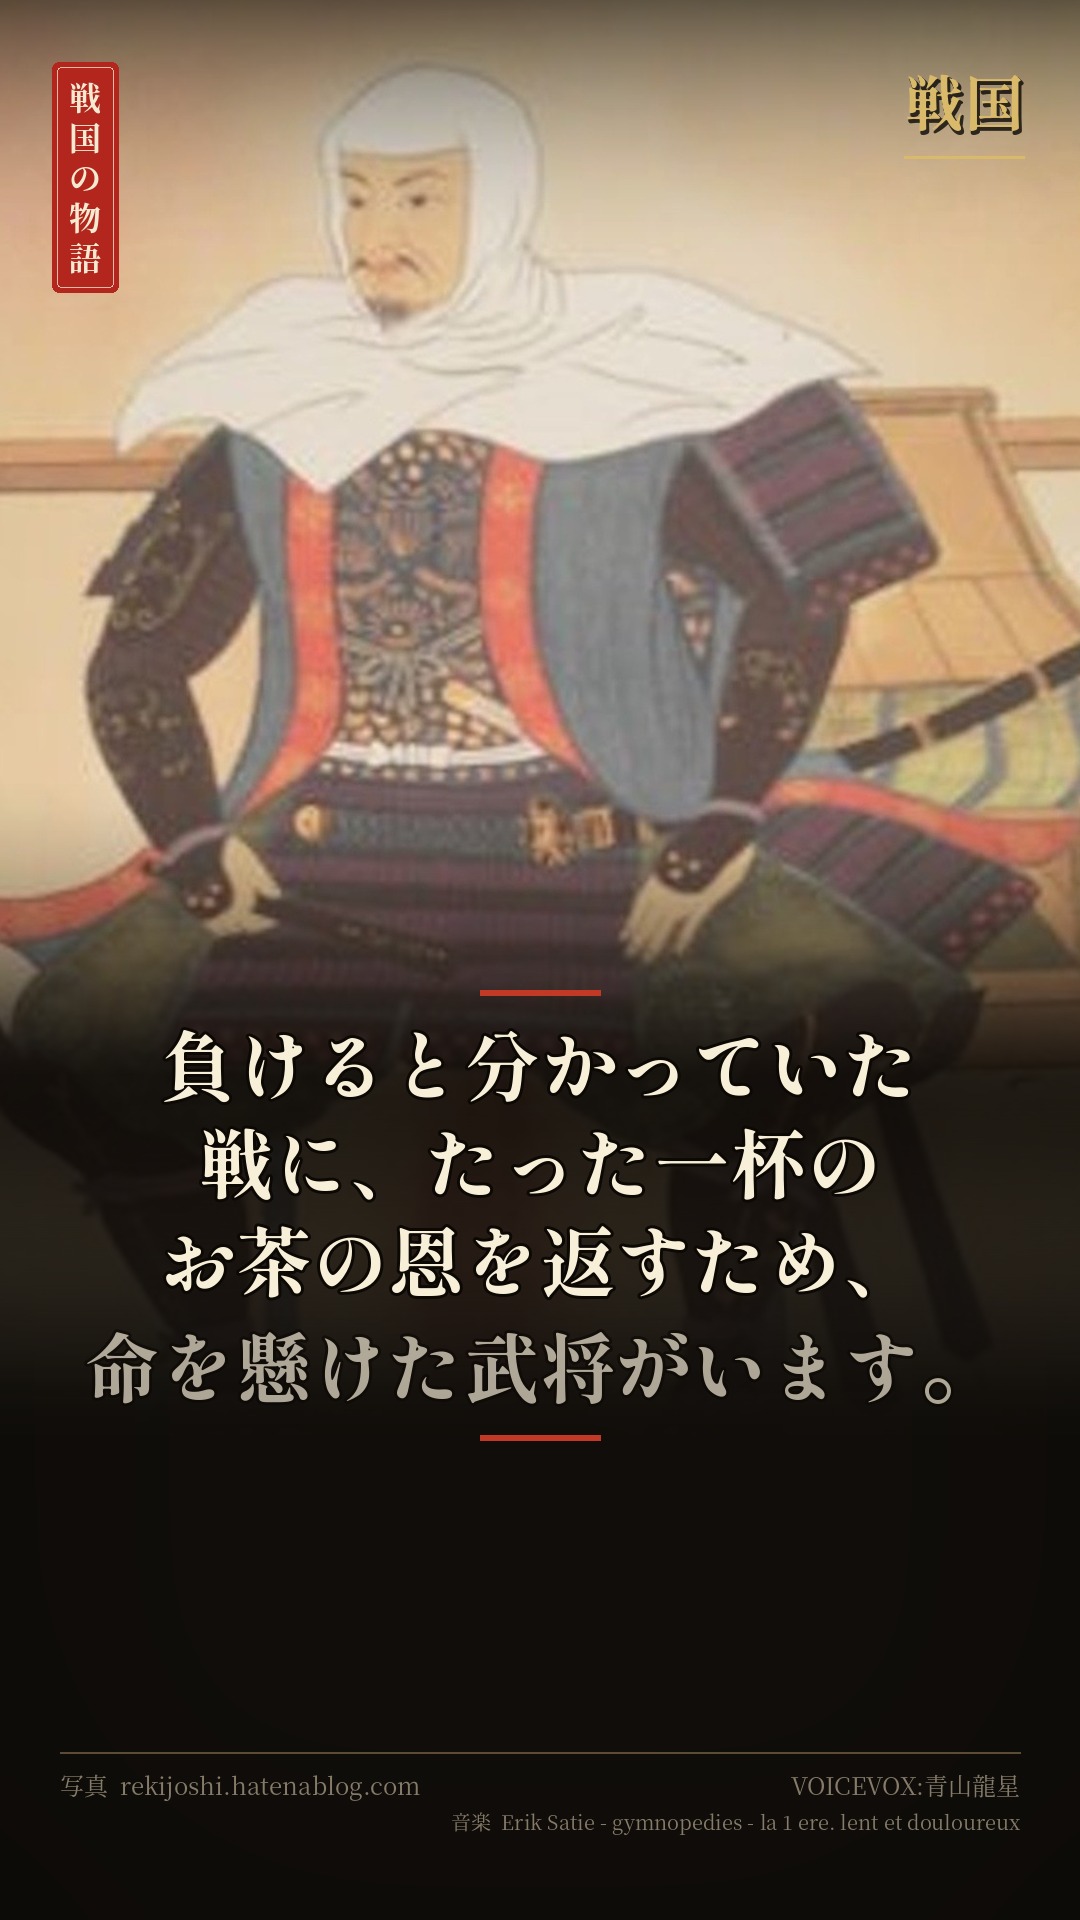 戦国の物語
戦国
負けると分かっていた
戦に、たった一杯の
お茶の恩を返すため、
命を懸けた武将がいます。
写真 rekijoshi.hatenablog.com
VOICEVOX:青山龍星
音楽 Erik Satie - gymnopedies - la 1 ere. lent et douloureux